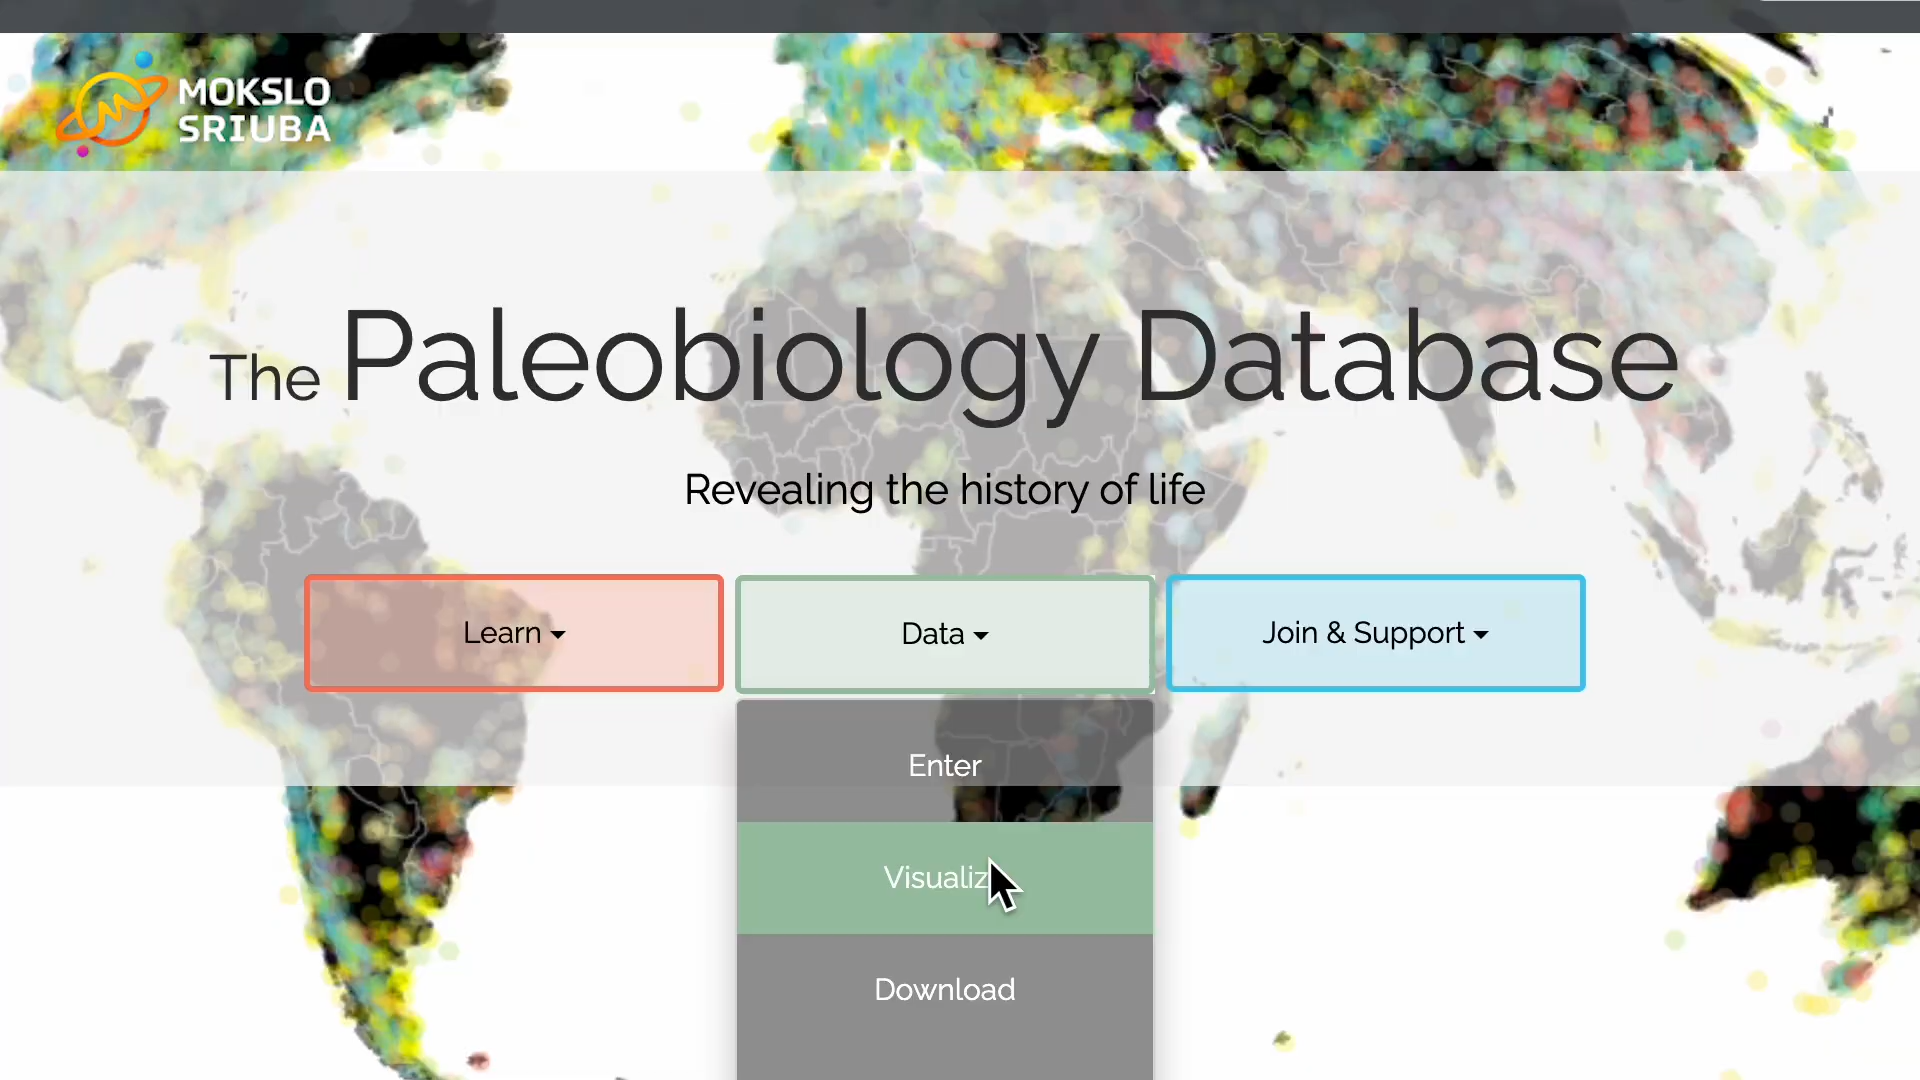 MOKSLO
SRIUBA
The Paleobiology Database
Revealing the history of life
Learn
Data
Join & Support
Enter
Visualiz
Download